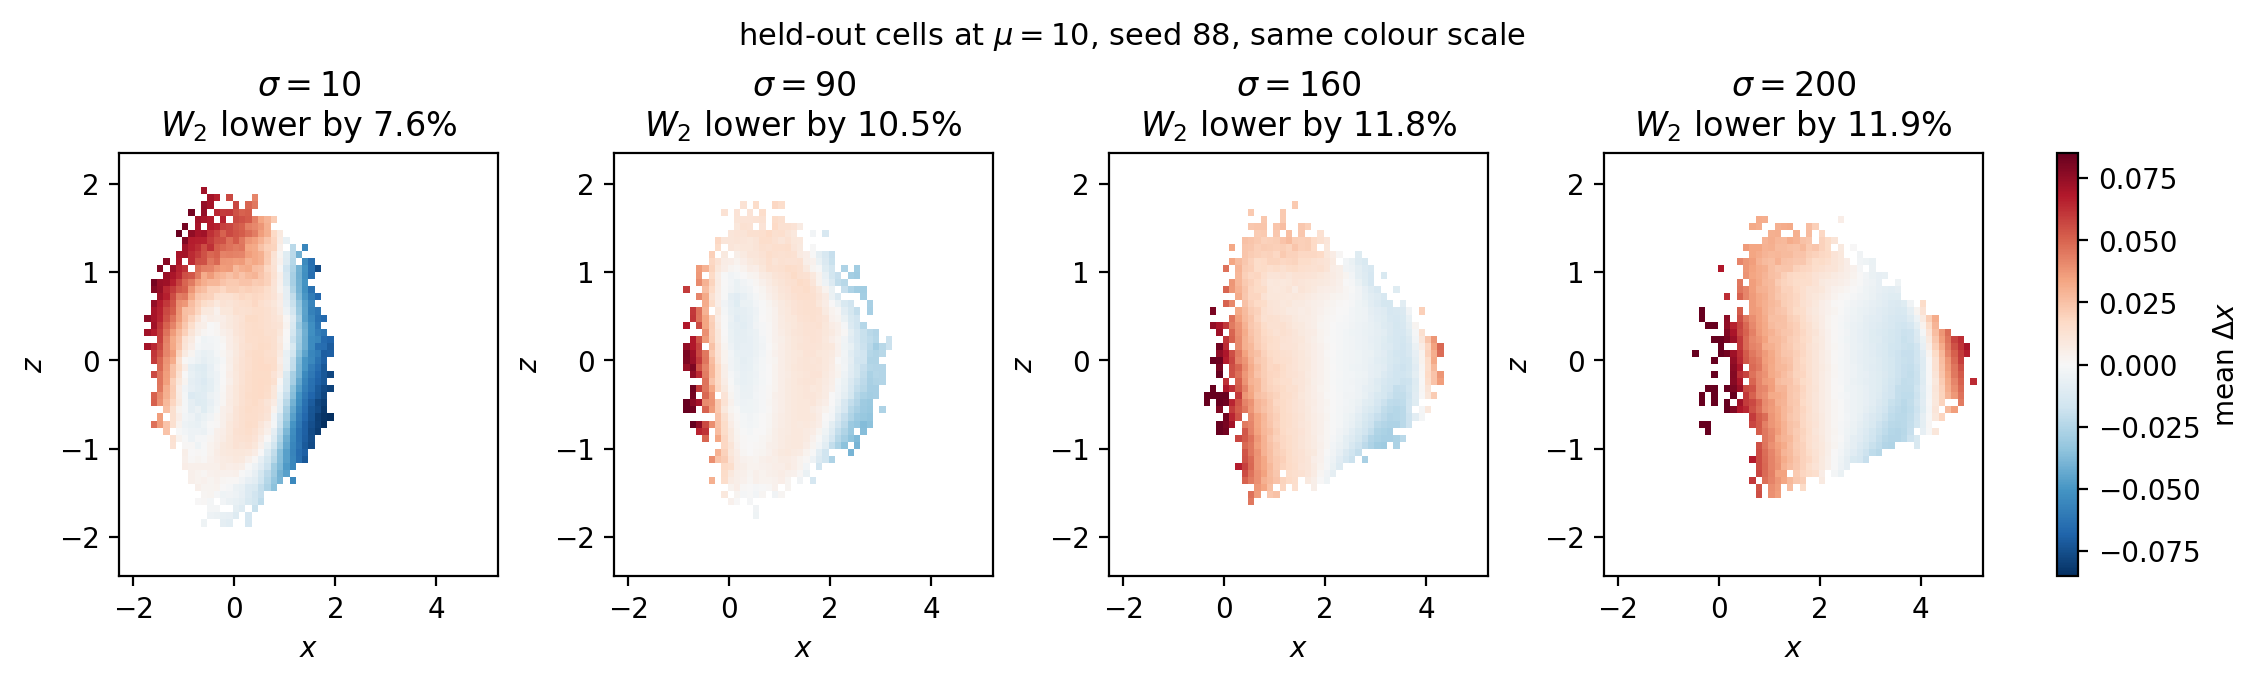 held-out cells at μ = 10, seed 88, same colour scale
σ = 10
W₂ lower by 7.6%
σ = 90
W₂ lower by 10.5%
σ = 160
W₂ lower by 11.8%
σ = 200
W₂ lower by 11.9%
2
1
0
−1
−2
z
−2
0
2
4
x
2
1
0
−1
−2
z
−2
0
2
4
x
2
1
0
−1
−2
z
−2
0
2
4
x
2
1
0
−1
−2
z
−2
0
2
4
x
0.075
0.050
0.025
0.000
−0.025
−0.050
−0.075
mean Δx